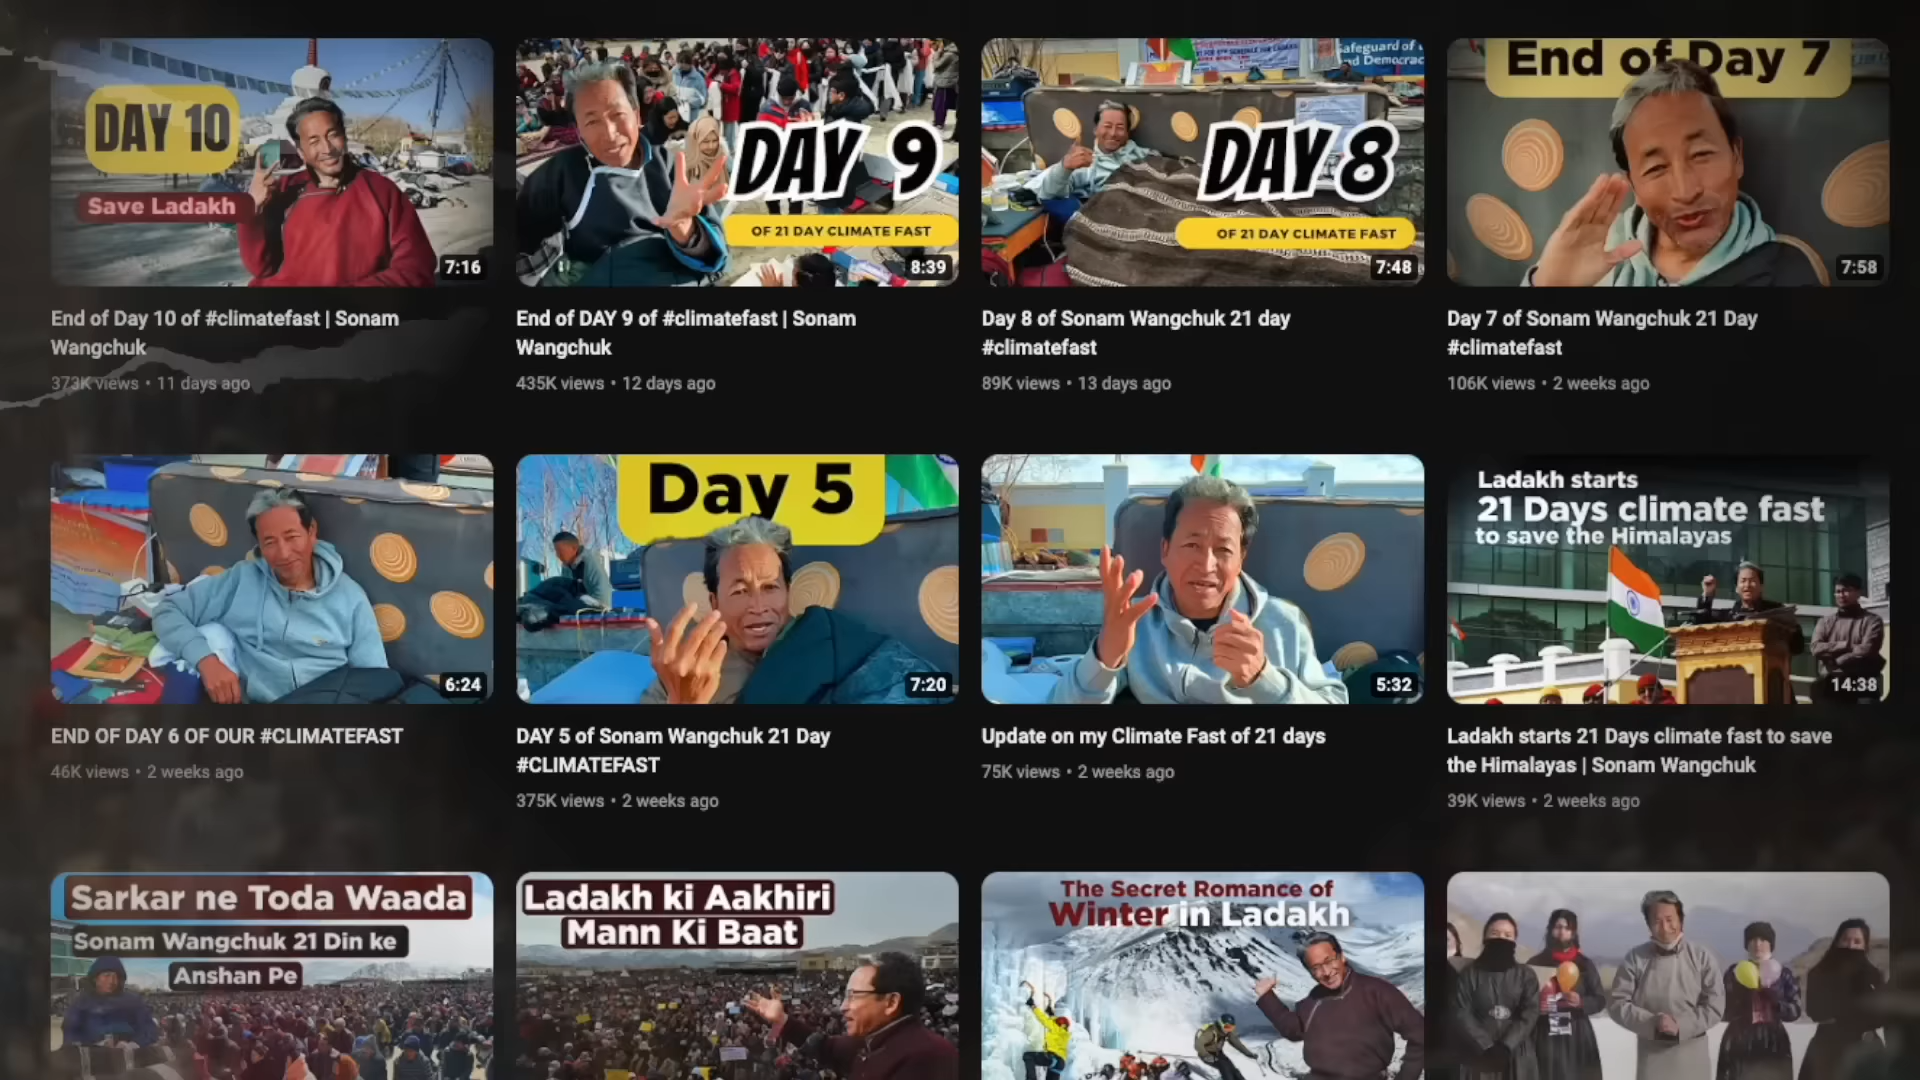 DAY 10
Save Ladakh
7:16
End of Day 10 of #climatefast | Sonam
Wangchuk
373K views • 11 days ago
DAY 9
OF 21 DAY CLIMATE FAST
8:39
End of DAY 9 of #climatefast | Sonam
Wangchuk
435K views • 12 days ago
Safeguard of
nd Democrac
DAY 8
OF 21 DAY CLIMATE FAST
7:48
Day 8 of Sonam Wangchuk 21 day
#climatefast
89K views • 13 days ago
End of Day 7
7:58
Day 7 of Sonam Wangchuk 21 Day
#climatefast
106K views • 2 weeks ago
6:24
END OF DAY 6 OF OUR #CLIMATEFAST
46K views • 2 weeks ago
Day 5
7:20
DAY 5 of Sonam Wangchuk 21 Day
#CLIMATEFAST
375K views • 2 weeks ago
5:32
Update on my Climate Fast of 21 days
75K views • 2 weeks ago
Ladakh starts
21 Days climate fast
to save the Himalayas
14:38
Ladakh starts 21 Days climate fast to save
the Himalayas | Sonam Wangchuk
39K views • 2 weeks ago
Sarkar ne Toda Waada
Sonam Wangchuk 21 Din ke
Anshan Pe
Ladakh ki Aakhiri
Mann Ki Baat
The Secret Romance of
Winter in Ladakh